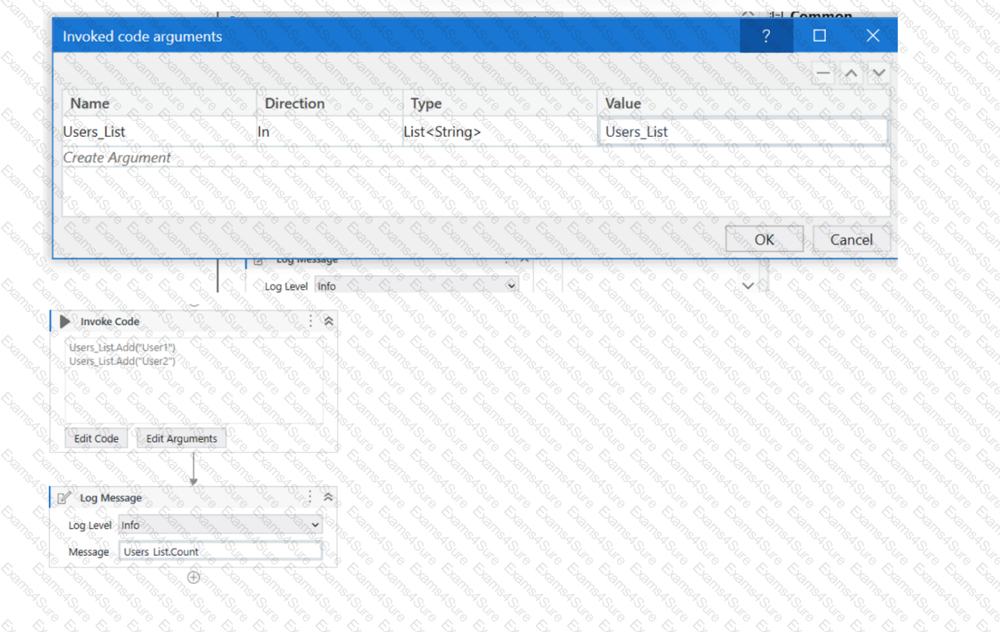 Common
Invoked code arguments
?
Name Direction Type Value
Users_List In List<String> Users_List
Create Argument
OK Cancel
Log Message
Log Level Info
Invoke Code
Users_List.Add("User1")
Users_List.Add("User2")
Edit Code Edit Arguments
Log Message
Log Level Info
Message Users_List.Count
Exams4Sure